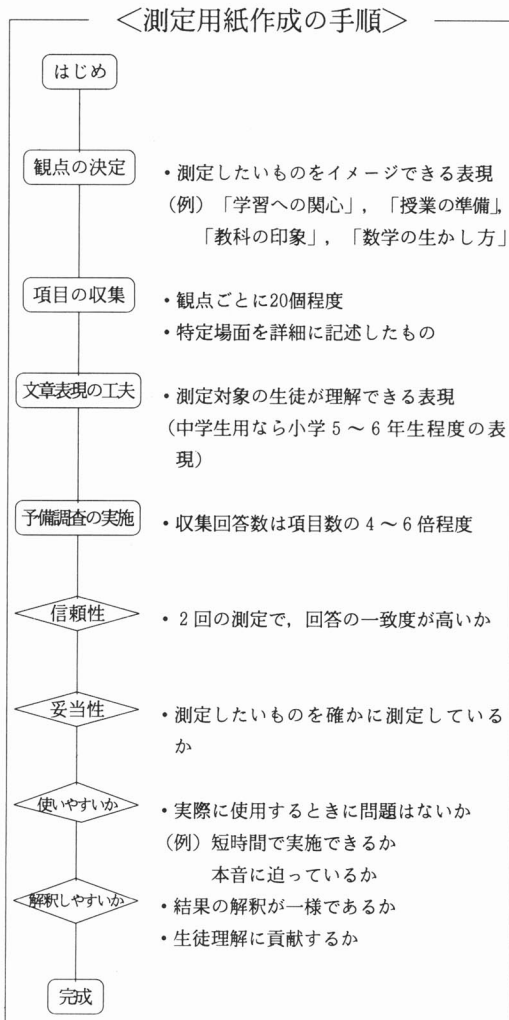 ＜測定用紙作成の手順＞
はじめ
観点の決定
・測定したいものをイメージできる表現
（例）「学習への関心」，「授業の準備」，
「教科の印象」，「数学の生かし方」
項目の収集
・観点ごとに20個程度
・特定場面を詳細に記述したもの
文章表現の工夫
・測定対象の生徒が理解できる表現
（中学生用なら小学５～６年生程度の表
現）
予備調査の実施
・収集回答数は項目数の４～６倍程度
信頼性
・２回の測定で，回答の一致度が高いか
妥当性
・測定したいものを確かに測定している
か
使いやすいか
・実際に使用するときに問題はないか
（例）短時間で実施できるか
本音に迫っているか
解釈しやすいか
・結果の解釈が一様であるか
・生徒理解に貢献するか
完成